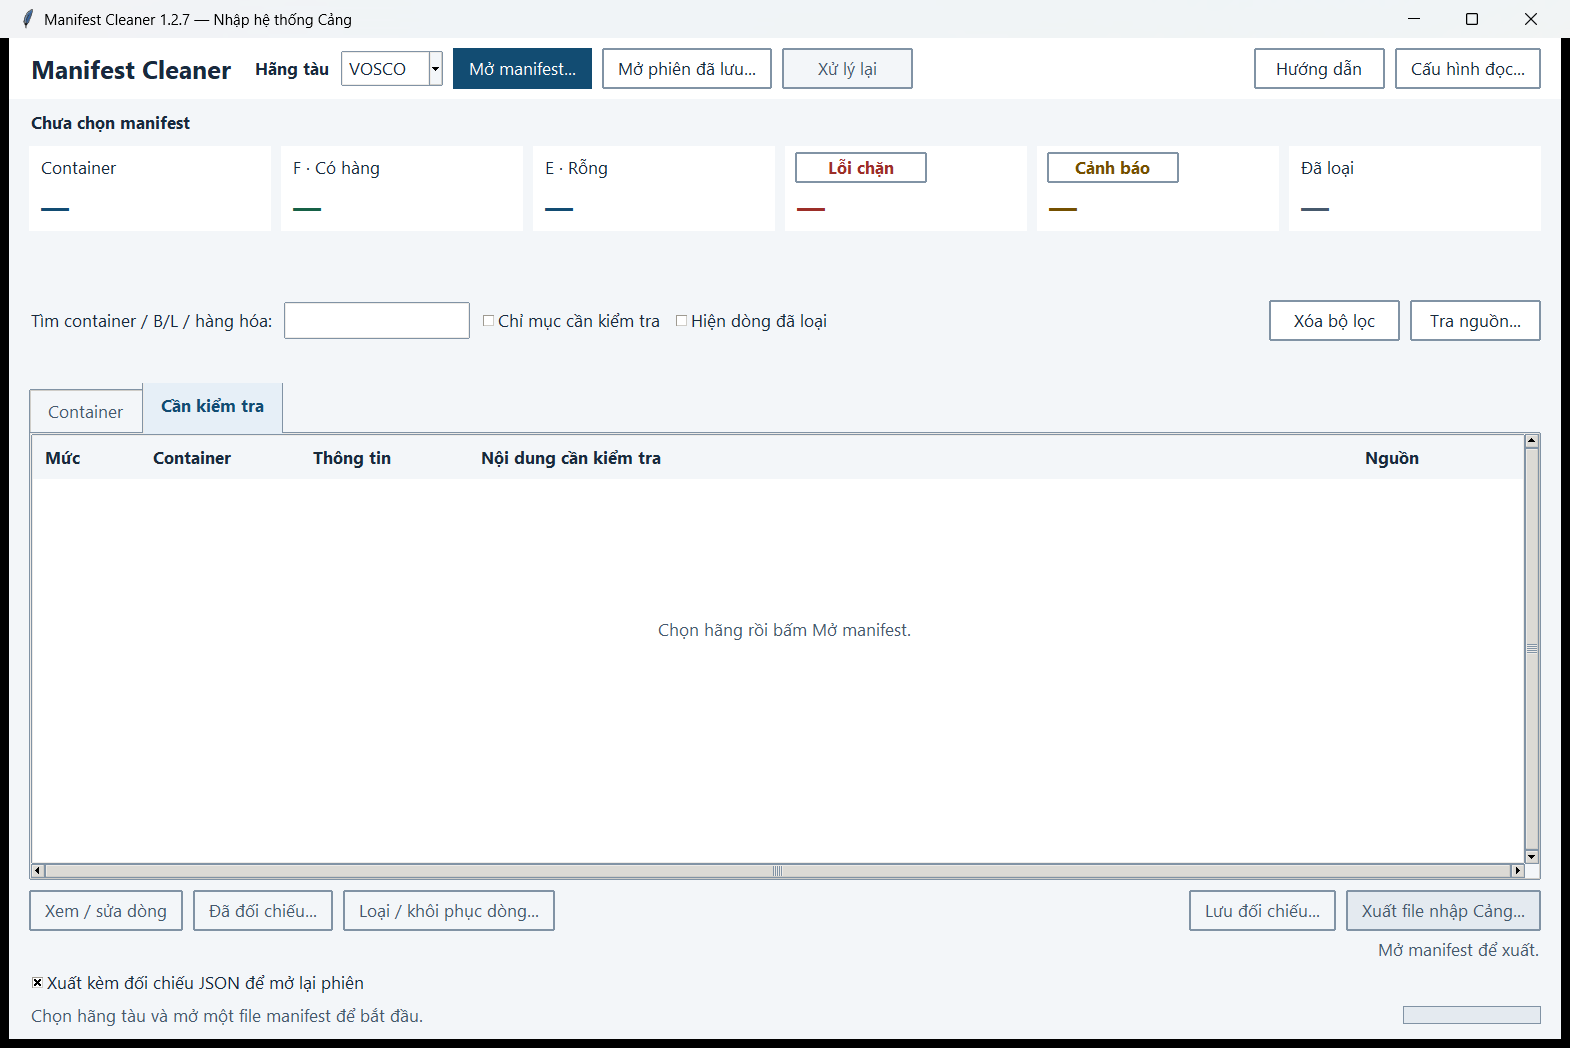 Manifest Cleaner 1.2.7 — Nhập hệ thống Cảng
Manifest Cleaner Hãng tàu VOSCO Mở manifest... Mở phiên đã lưu... Xử lý lại Hướng dẫn Cấu hình đọc...
Chưa chọn manifest
Container F · Có hàng E · Rỗng Lỗi chặn Cảnh báo Đã loại
— — — — — —
Tìm container / B/L / hàng hóa: Chỉ mục cần kiểm tra Hiện dòng đã loại Xóa bộ lọc Tra nguồn...
Container Cần kiểm tra
Mức Container Thông tin Nội dung cần kiểm tra Nguồn
Chọn hãng rồi bấm Mở manifest.
Xem / sửa dòng Đã đối chiếu... Loại / khôi phục dòng... Lưu đối chiếu... Xuất file nhập Cảng...
Mở manifest để xuất.
Xuất kèm đối chiếu JSON để mở lại phiên
Chọn hãng tàu và mở một file manifest để bắt đầu.